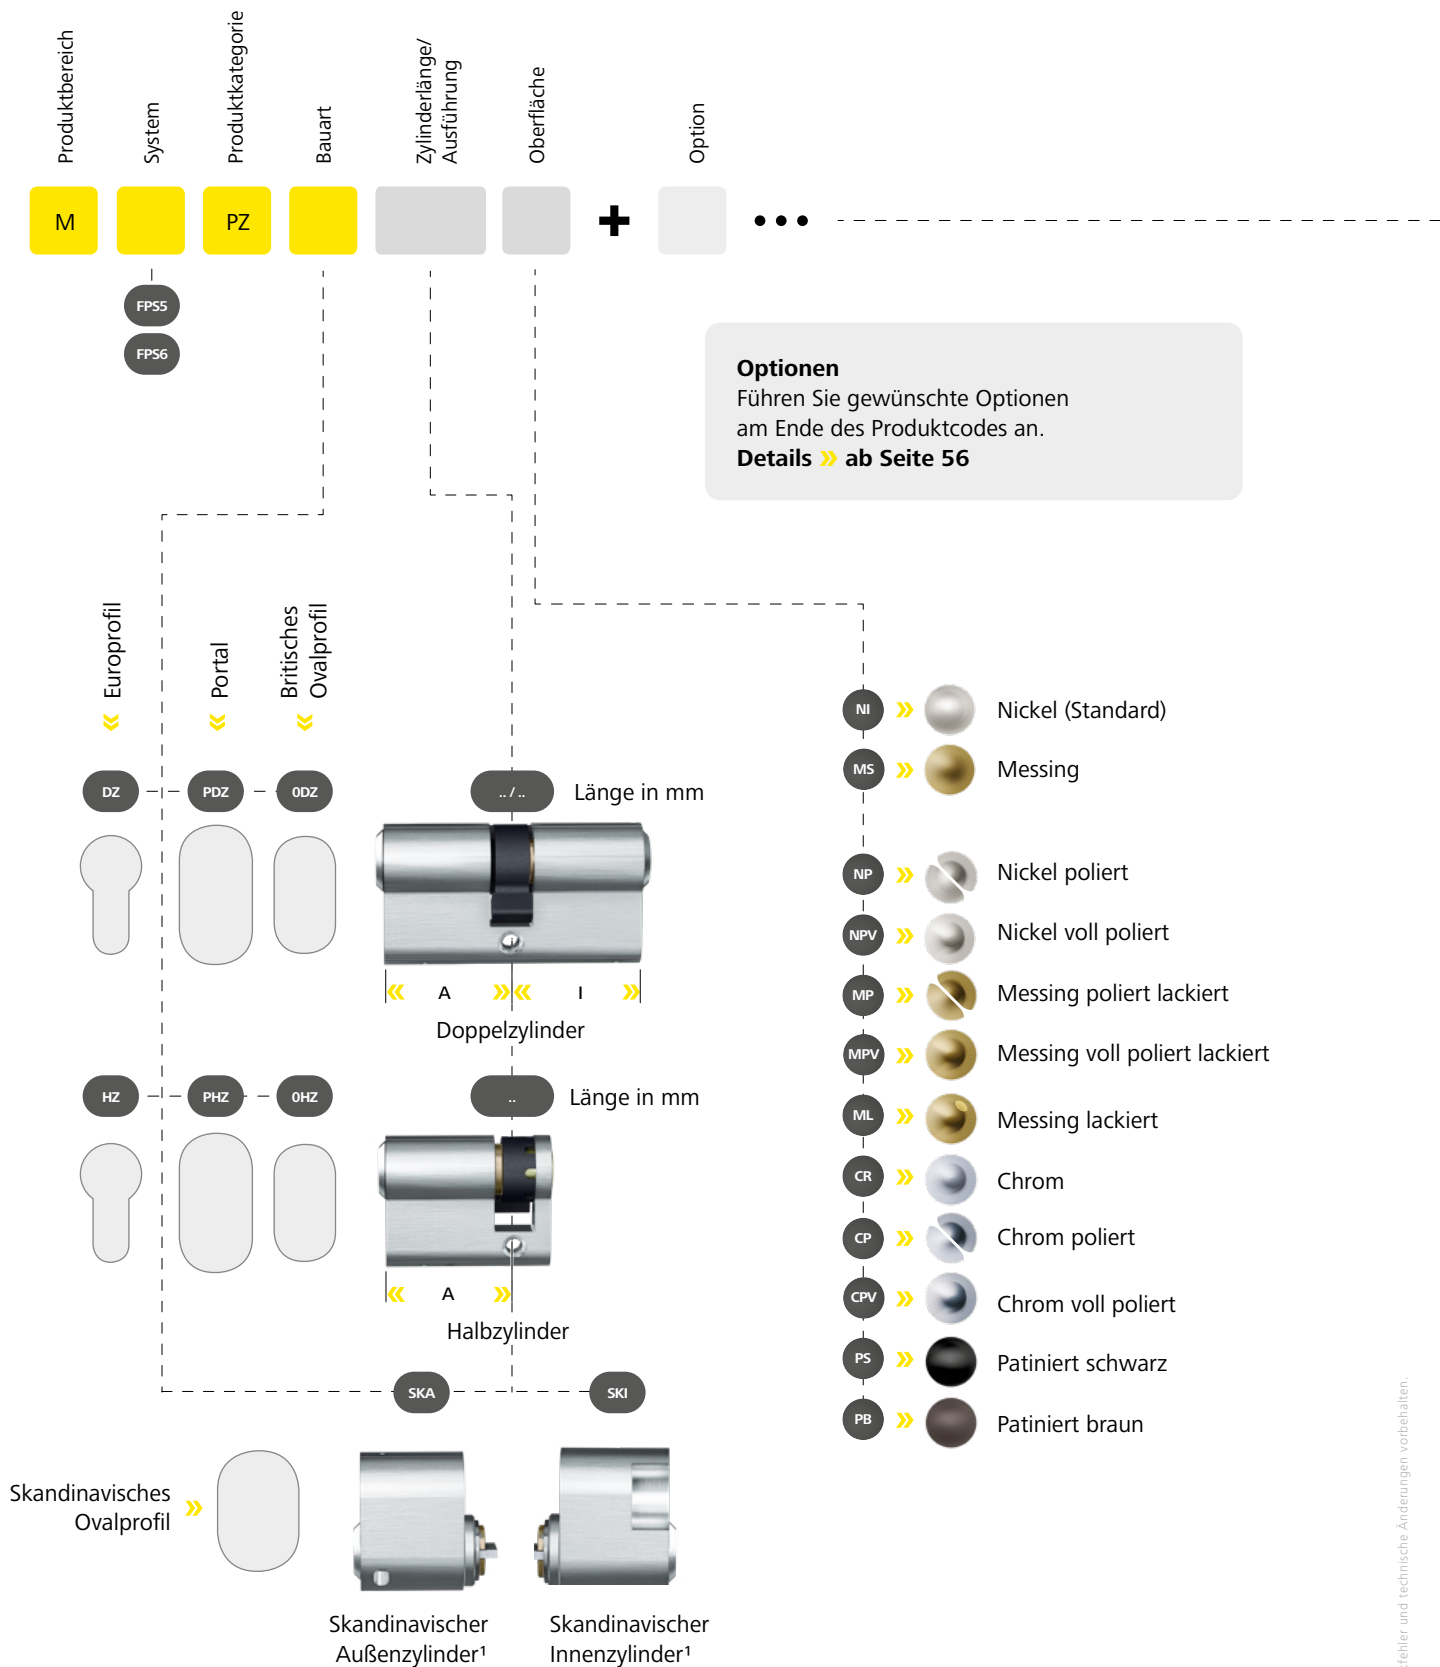 Produktbereich
System
Produktkategorie
Bauart
Zylinderlänge/
Ausführung
Oberfläche
Option
M
PZ
FPS5
FPS6
Optionen
Führen Sie gewünschte Optionen
am Ende des Produktcodes an.
Details » ab Seite 56
Europrofil
Portal
Britisches
Ovalprofil
DZ
PDZ
0DZ
.. / ..
Länge in mm
A
I
Doppelzylinder
HZ
PHZ
0HZ
..
Länge in mm
A
Halbzylinder
SKA
SKI
Skandinavisches
Ovalprofil
Skandinavischer
Außenzylinder¹
Skandinavischer
Innenzylinder¹
NI » Nickel (Standard)
MS » Messing
NP » Nickel poliert
NPV » Nickel voll poliert
MP » Messing poliert lackiert
MPV » Messing voll poliert lackiert
ML » Messing lackiert
CR » Chrom
CP » Chrom poliert
CPV » Chrom voll poliert
PS » Patiniert schwarz
PB » Patiniert braun
fehler und technische Änderungen vorbehalten.